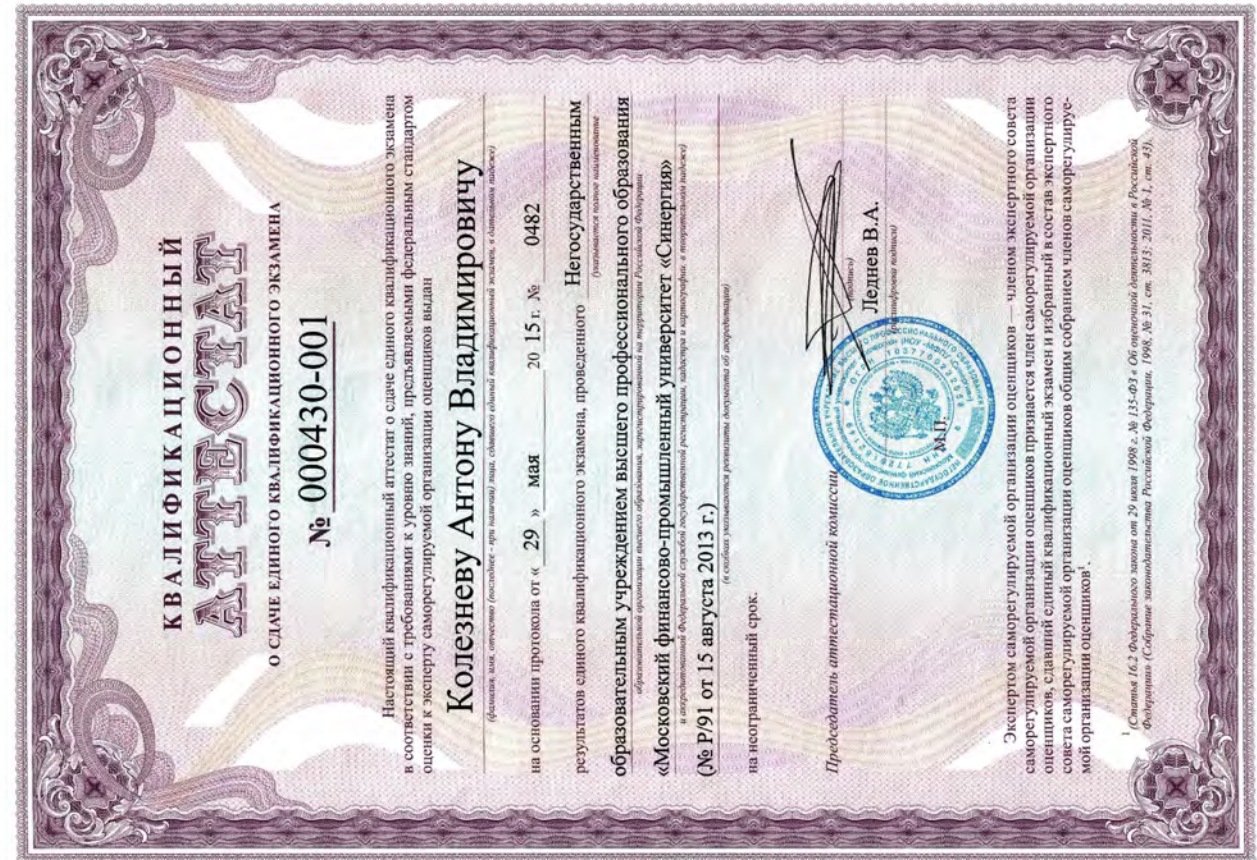 КВАЛИФИКАЦИОННЫЙ
АТТЕСТАТ
О СДАЧЕ ЕДИНОГО КВАЛИФИКАЦИОННОГО ЭКЗАМЕНА
№ 000430-001
Настоящий квалификационный аттестат о сдаче единого квалификационного экзамена
в соответствии с требованиями к уровню знаний, предъявляемыми федеральным стандартом
оценки к эксперту саморегулируемой организации оценщиков выдан
Колезневу Антону Владимировичу
(фамилия, имя, отчество (последнее - при наличии) лица, сдавшего единый квалификационный экзамен, в дательном падеже)
на основании протокола от « 29 » мая 20 15 г. № 0482
результатов единого квалификационного экзамена, проведенного Негосударственным
(указывается полное наименование
образовательным учреждением высшего профессионального образования
образовательной организации высшего образования, зарегистрированной на территории Российской Федерации
«Московский финансово-промышленный университет «Синергия»
и аккредитованной Федеральной службой государственной регистрации, кадастра и картографии, в творительном падеже)
(№ Р/91 от 15 августа 2013 г.)
(в скобках указываются реквизиты документа об аккредитации)
на неограниченный срок.
Председатель аттестационной комиссии
(подпись)
Леднев В.А.
(расшифровка подписи)
М.П.
Экспертом саморегулируемой организации оценщиков — членом экспертного совета
саморегулируемой организации оценщиков признается член саморегулируемой организации
оценщиков, сдавший единый квалификационный экзамен и избранный в состав экспертного
совета саморегулируемой организации оценщиков общим собранием членов саморегулируе-
мой организации оценщиков¹.
¹ (Статья 16.2 Федерального закона от 29 июля 1998 г. № 135-ФЗ « Об оценочной деятельности в Российской
Федерации» (Собрание законодательства Российской Федерации, 1998, № 31, ст. 3813; 2011, № 1, ст. 43).